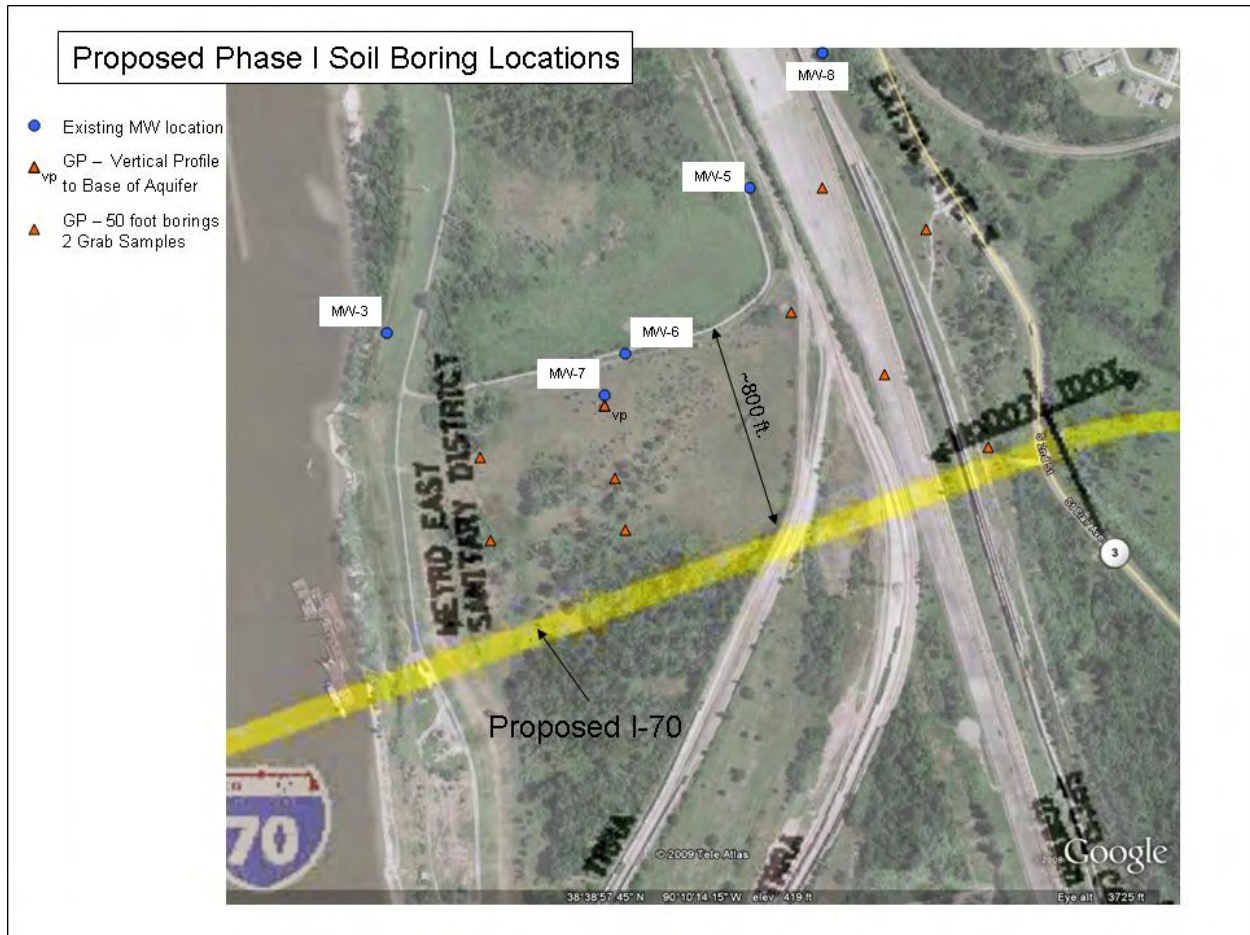 Proposed Phase I Soil Boring Locations
Existing MW location
GP – Vertical Profile
vp
to Base of Aquifer
GP – 50 foot borings
2 Grab Samples
MW-8
MW-5
MW-3
MW-6
MW-7
vp
~800 ft.
METRO EAST
SANITARY DISTRICT
S 2nd St
3
Proposed I-70
70
TRRA
© 2009 Tele Atlas
Google
38°38'57.45" N 90°10'14.15" W elev 419 ft
Eye alt 3725 ft